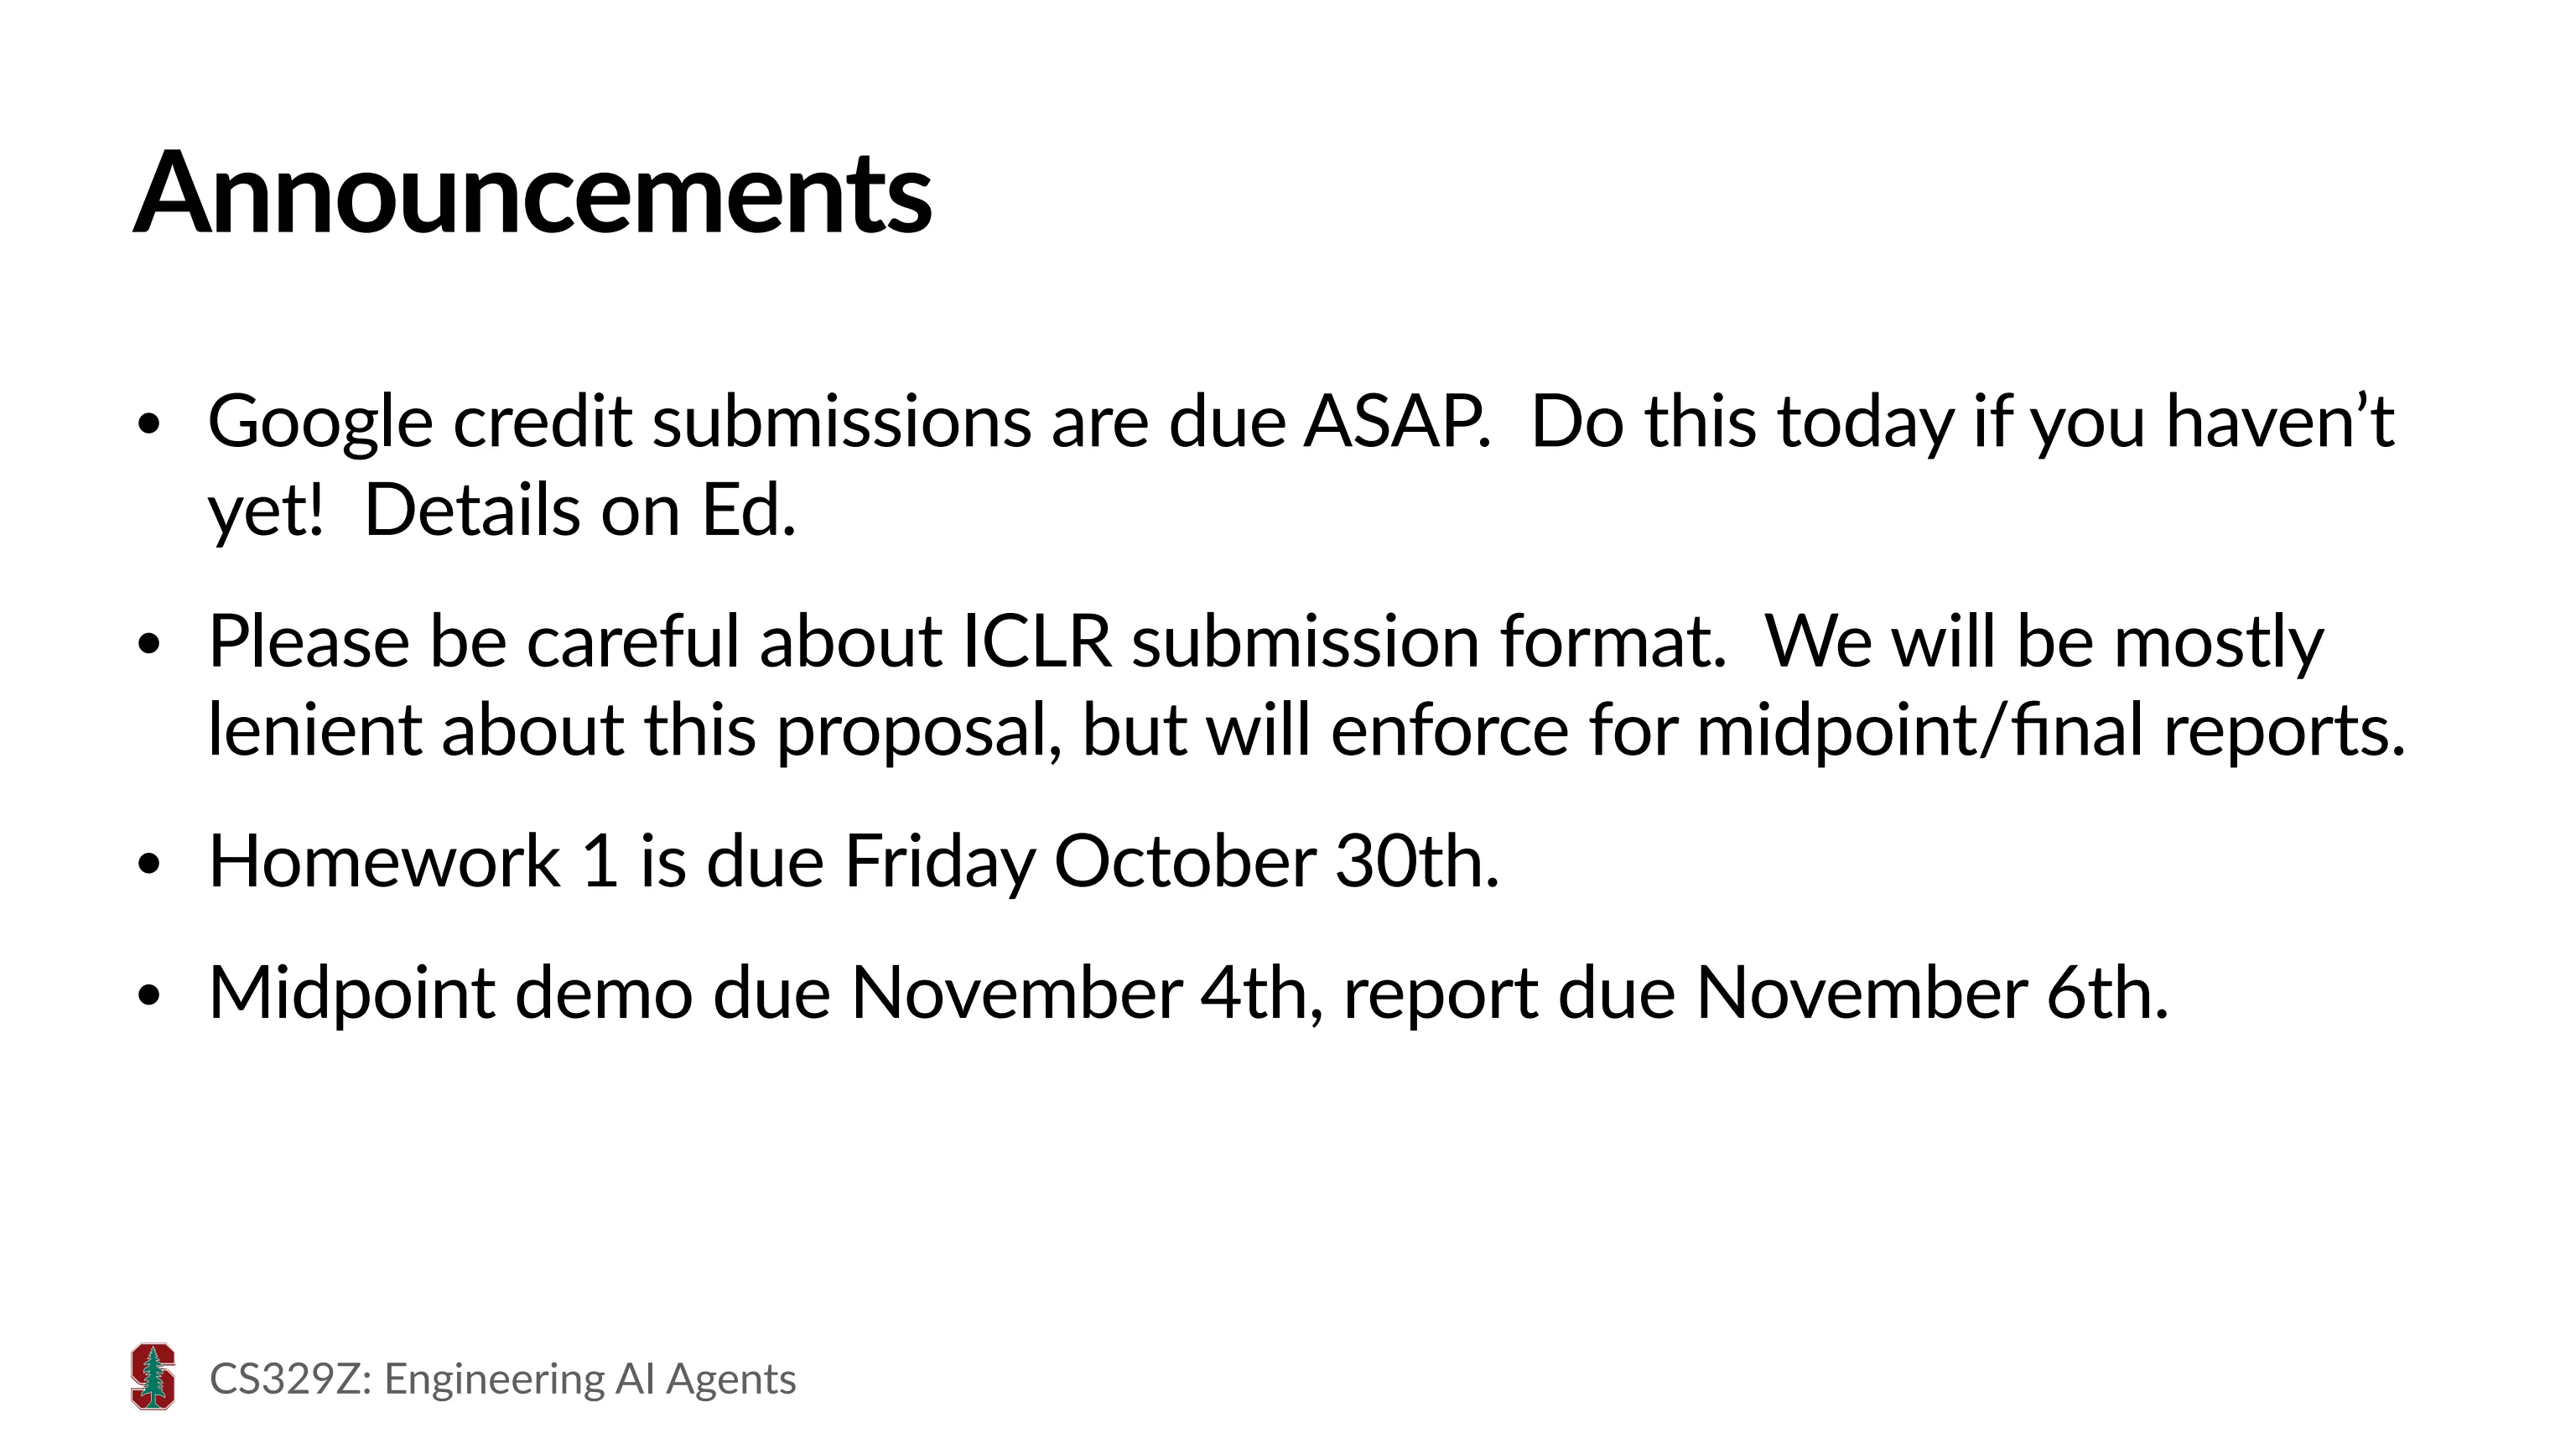 Announcements
• Google credit submissions are due ASAP.  Do this today if you haven’t
yet!  Details on Ed.
• Please be careful about ICLR submission format.  We will be mostly
lenient about this proposal, but will enforce for midpoint/final reports.
• Homework 1 is due Friday October 30th.
• Midpoint demo due November 4th, report due November 6th.
CS329Z: Engineering AI Agents